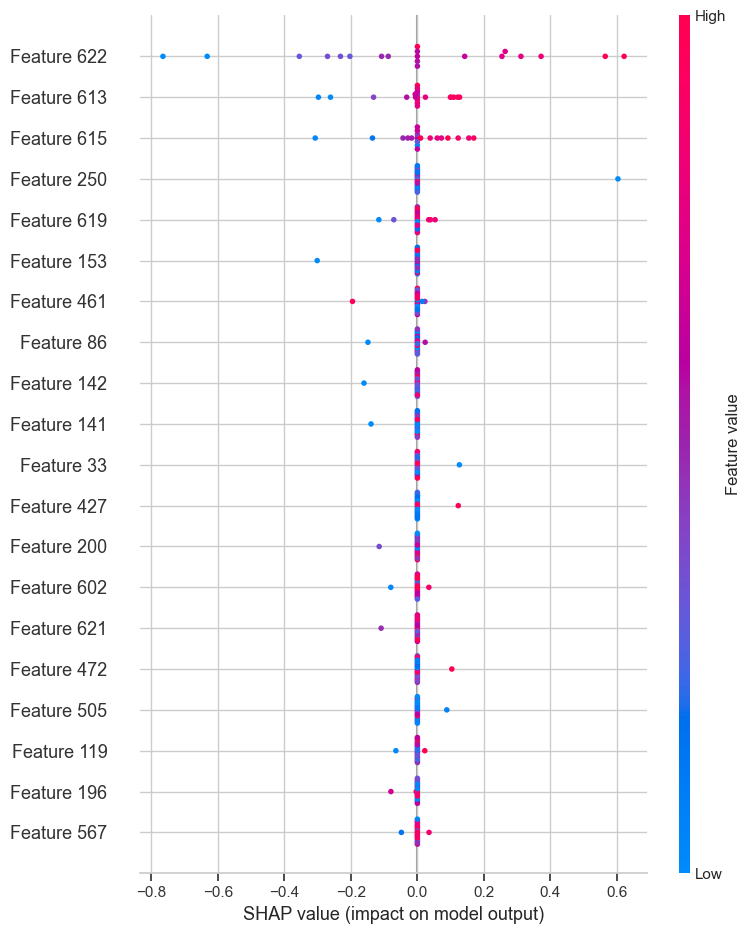 High
Feature 622
Feature 613
Feature 615
Feature 250
Feature 619
Feature 153
Feature 461
Feature 86
Feature 142
Feature 141
Feature 33
Feature 427
Feature 200
Feature 602
Feature 621
Feature 472
Feature 505
Feature 119
Feature 196
Feature 567
Feature value
Low
−0.8 −0.6 −0.4 −0.2 0.0 0.2 0.4 0.6
SHAP value (impact on model output)